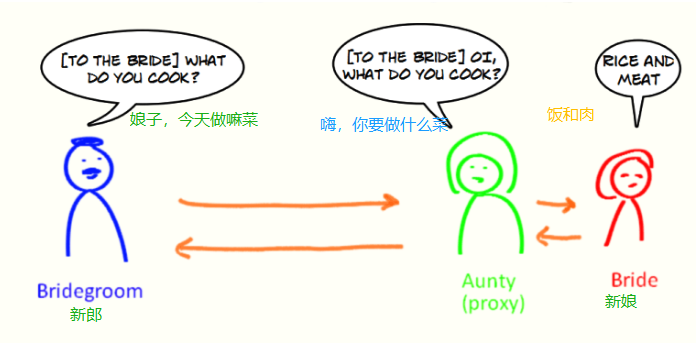 [TO THE BRIDE] WHAT
DO YOU COOK?
[TO THE BRIDE] OI,
WHAT DO YOU COOK?
RICE AND
MEAT
娘子，今天做嘛菜
嗨，你要做什么菜
饭和肉
Bridegroom
新郎
Aunty
(proxy)
Bride
新娘